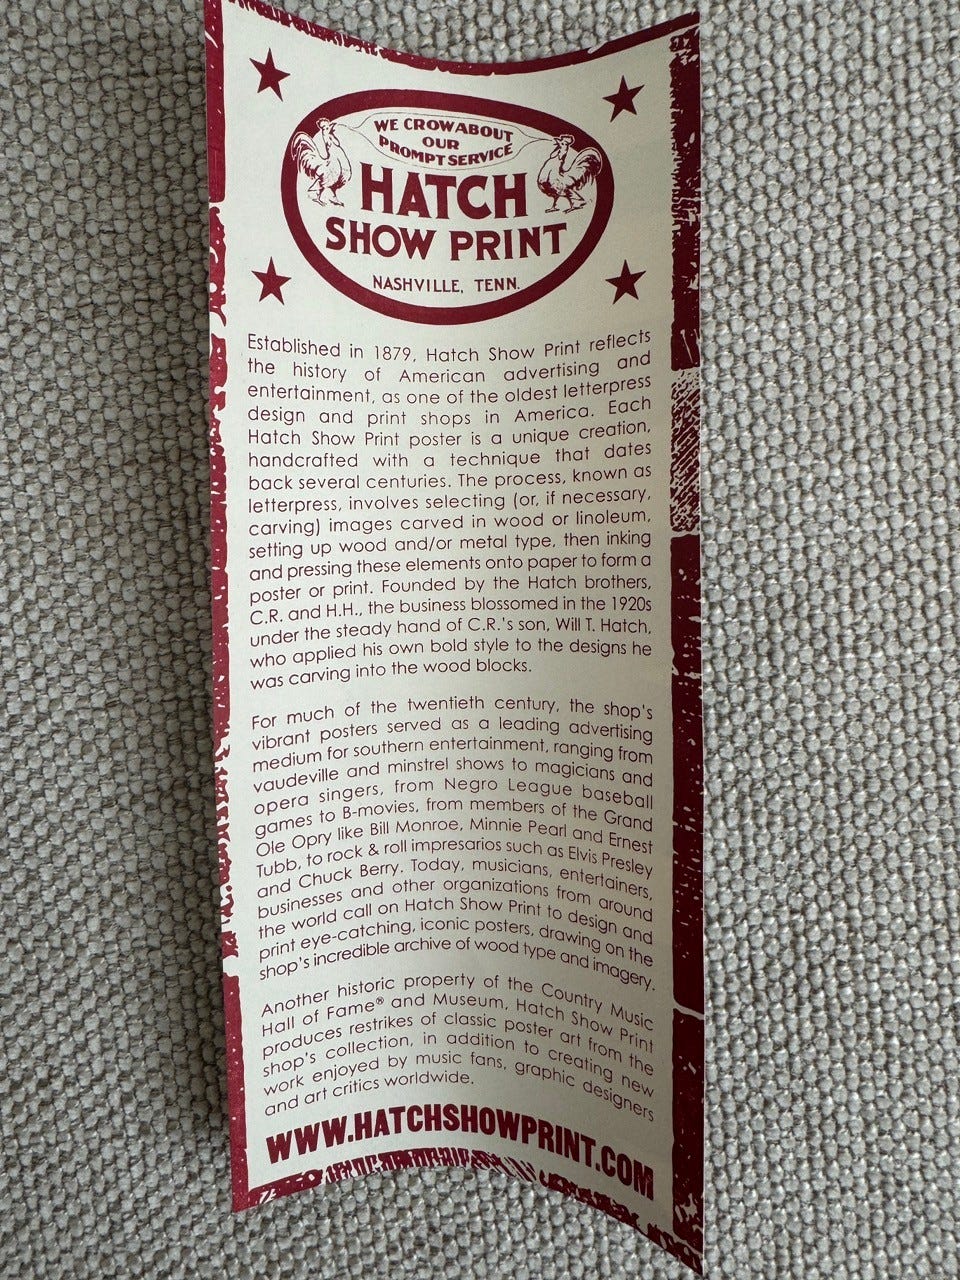 WE CROW ABOUT
OUR
PROMPT SERVICE
HATCH
SHOW PRINT
NASHVILLE, TENN.
Established in 1879, Hatch Show Print reflects
the history of American advertising and
entertainment, as one of the oldest letterpress
design and print shops in America. Each
Hatch Show Print poster is a unique creation,
handcrafted with a technique that dates
back several centuries. The process, known as
letterpress, involves selecting (or, if necessary,
carving) images carved in wood or linoleum,
setting up wood and/or metal type, then inking
and pressing these elements onto paper to form a
poster or print. Founded by the Hatch brothers,
C.R. and H.H., the business blossomed in the 1920s
under the steady hand of C.R.'s son, Will T. Hatch,
who applied his own bold style to the designs he
was carving into the wood blocks.
For much of the twentieth century, the shop's
vibrant posters served as a leading advertising
medium for southern entertainment, ranging from
vaudeville and minstrel shows to magicians and
opera singers, from Negro League baseball
games to B-movies, from members of the Grand
Ole Opry like Bill Monroe, Minnie Pearl and Ernest
Tubb, to rock & roll impresarios such as Elvis Presley
and Chuck Berry. Today, musicians, entertainers,
businesses and other organizations from around
the world call on Hatch Show Print to design and
print eye-catching, iconic posters, drawing on the
shop's incredible archive of wood type and imagery.
Another historic property of the Country Music
Hall of Fame® and Museum, Hatch Show Print
produces restrikes of classic poster art from the
shop's collection, in addition to creating new
work enjoyed by music fans, graphic designers
and art critics worldwide.
WWW.HATCHSHOWPRINT.COM